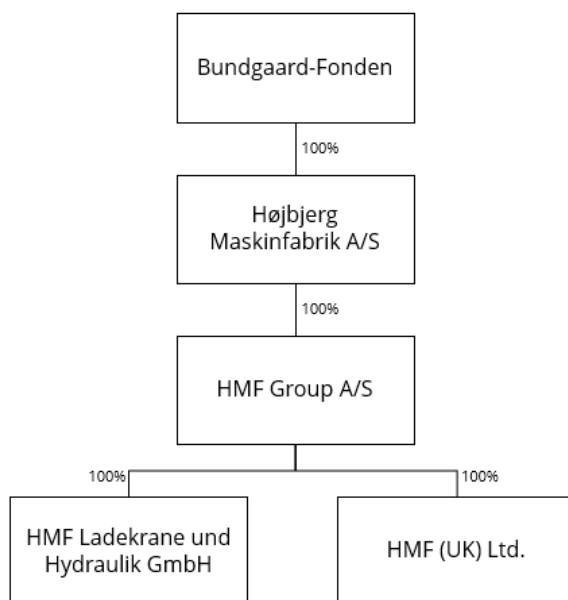 Bundgaard-Fonden
100%
Højbjerg
Maskinfabrik A/S
100%
HMF Group A/S
100%
100%
HMF Ladekrane und
Hydraulik GmbH
HMF (UK) Ltd.